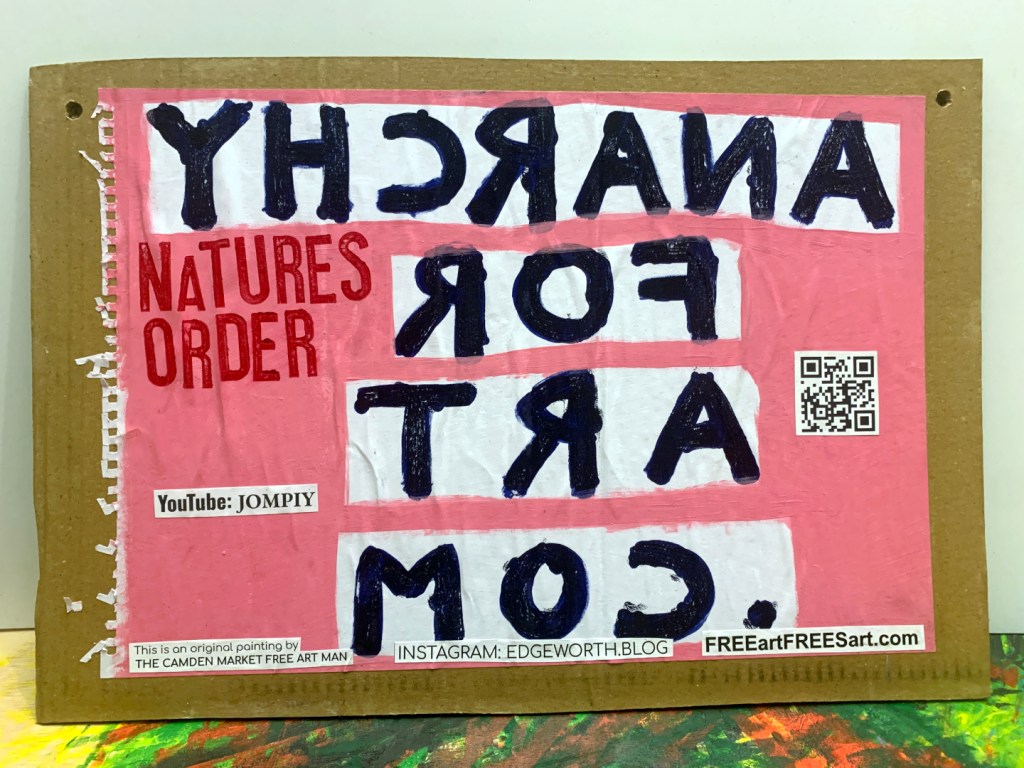 ANARCHY
NATURES
ORDER
FOR
ART
YouTube: JOMPIY
.COM
This is an original painting by
THE CAMDEN MARKET FREE ART MAN
INSTAGRAM: EDGEWORTH.BLOG
FREEartFREESart.com